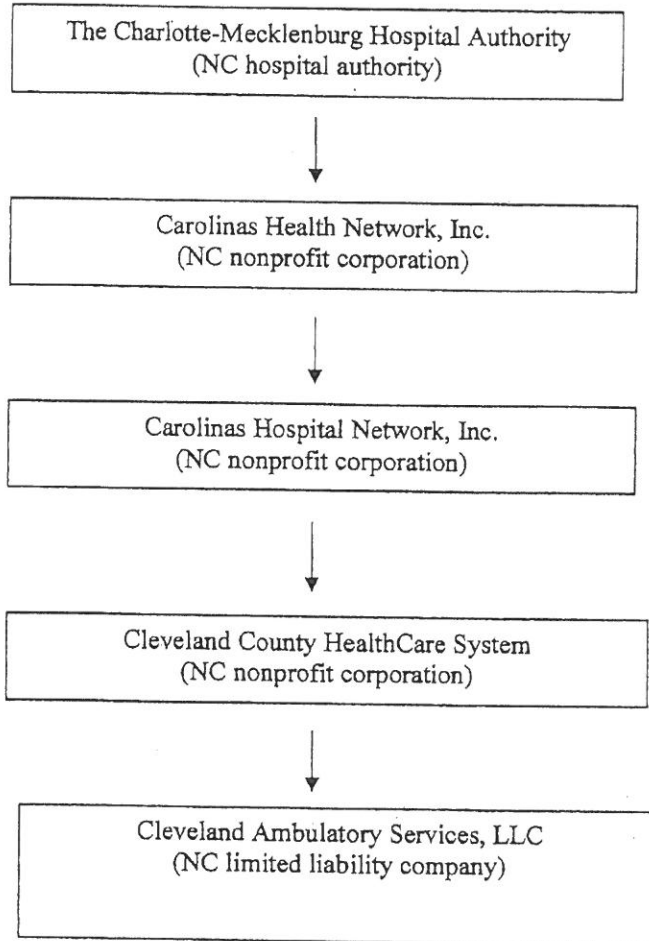 The Charlotte-Mecklenburg Hospital Authority
(NC hospital authority)
Carolinas Health Network, Inc.
(NC nonprofit corporation)
Carolinas Hospital Network, Inc.
(NC nonprofit corporation)
Cleveland County HealthCare System
(NC nonprofit corporation)
Cleveland Ambulatory Services, LLC
(NC limited liability company)